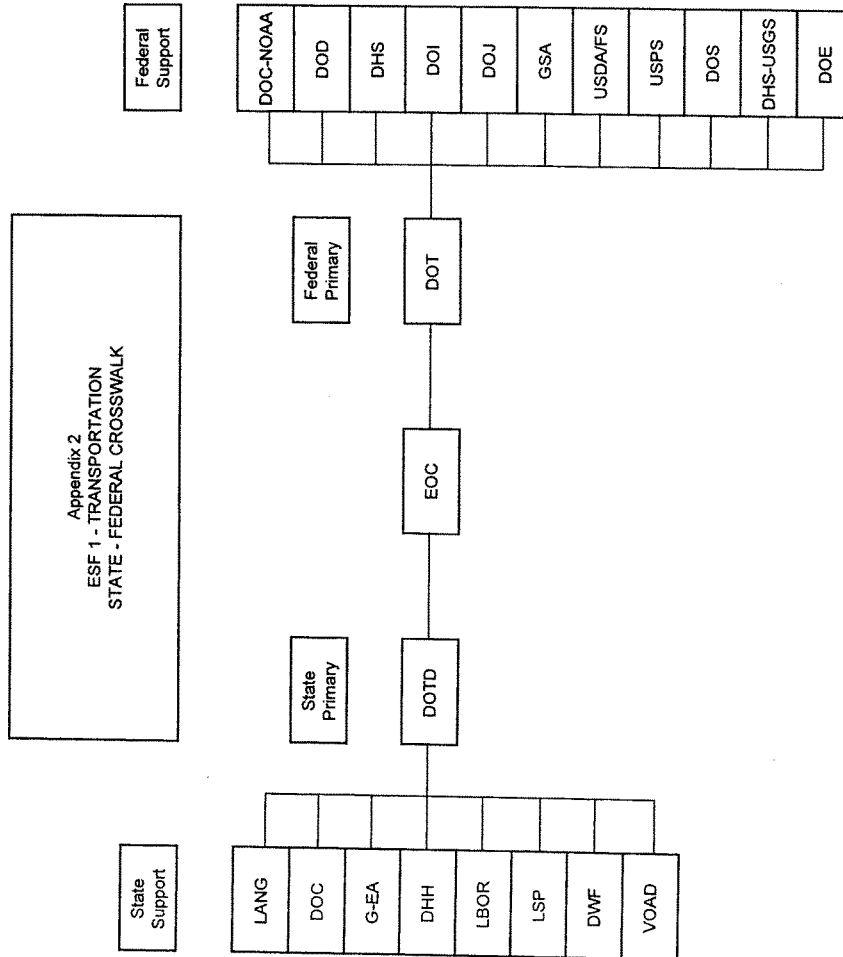 Appendix 2
ESF 1 - TRANSPORTATION
STATE - FEDERAL CROSSWALK
State
Support
State
Primary
Federal
Primary
Federal
Support
LANG
DOC
G-EA
DHH
LBOR
LSP
DWF
VOAD
DOTD
EOC
DOT
DOC-NOAA
DOD
DHS
DOI
DOJ
GSA
USDA/FS
USPS
DOS
DHS-USGS
DOE